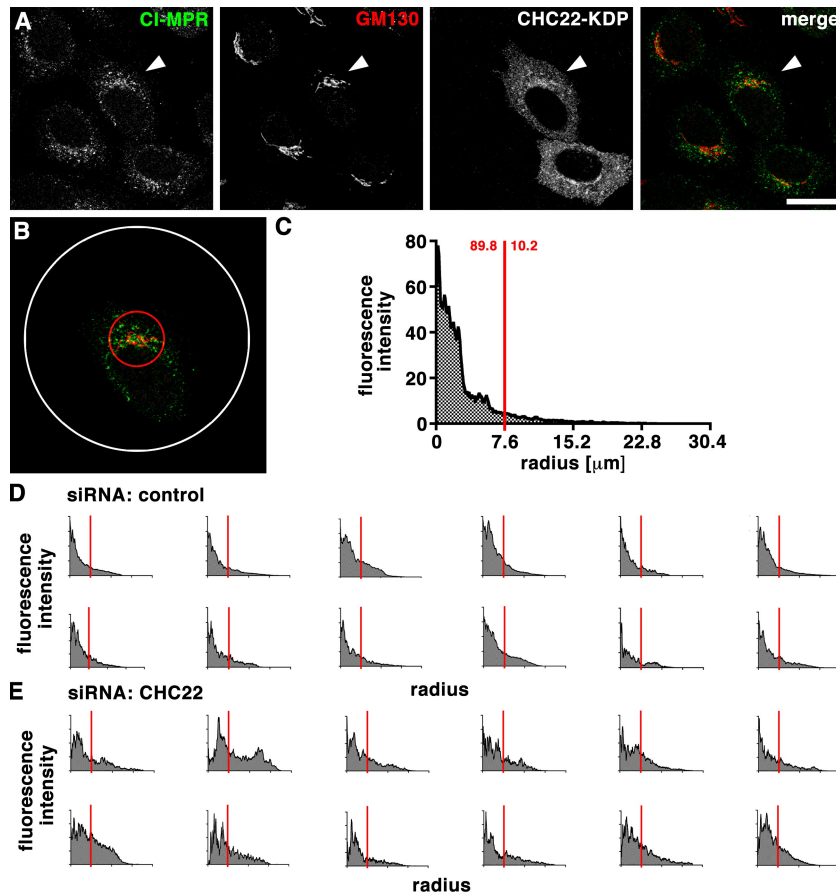 A CI-MPR GM130 CHC22-KDP merge
B
C
80
60
40
20
0
fluorescence
intensity
89.8 10.2
0 7.6 15.2 22.8 30.4
radius [μm]
D siRNA: control
fluorescence
intensity
radius
E siRNA: CHC22
fluorescence
intensity
radius